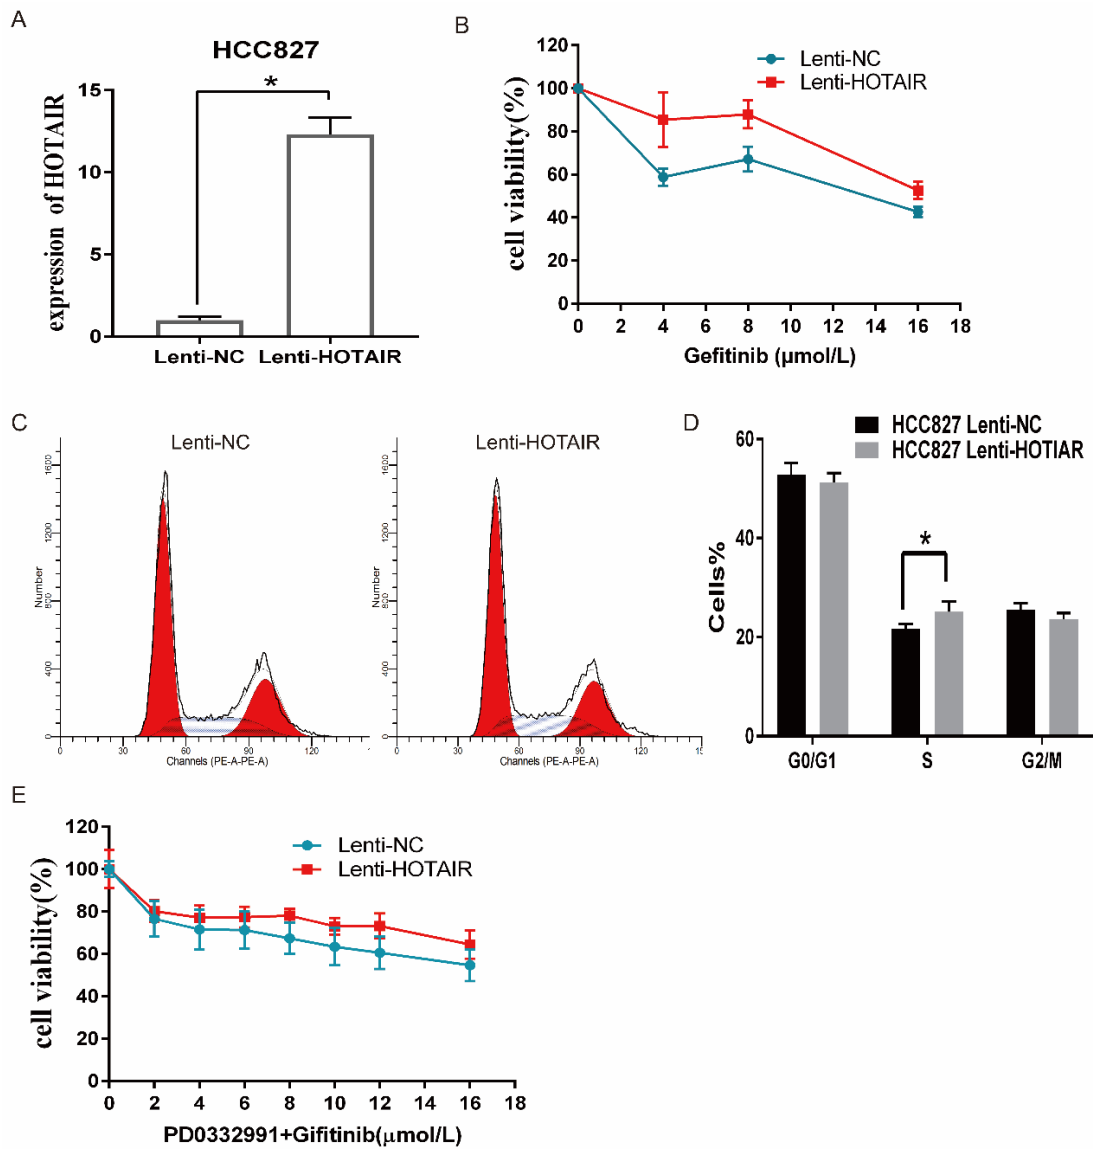 A
HCC827
*
15
10
5
0
expression of HOTAIR
Lenti-NC Lenti-HOTAIR
B
120
100
80
60
40
20
0
cell viability(%)
Lenti-NC
Lenti-HOTAIR
0 2 4 6 8 10 12 14 16 18
Gefitinib (μmol/L)
C
Lenti-NC
1600
1200
800
400
0
Number
0 30 60 90 120
Channels (PE-A-PE-A)
Lenti-HOTAIR
1600
1200
800
400
0
Number
0 30 60 90 120 15
Channels (PE-A-PE-A)
D
HCC827 Lenti-NC
HCC827 Lenti-HOTIAR
60
40
20
0
Cells%
*
G0/G1 S G2/M
E
120
100
80
60
40
20
0
cell viability(%)
Lenti-NC
Lenti-HOTAIR
0 2 4 6 8 10 12 14 16 18
PD0332991+Gifitinib(μmol/L)